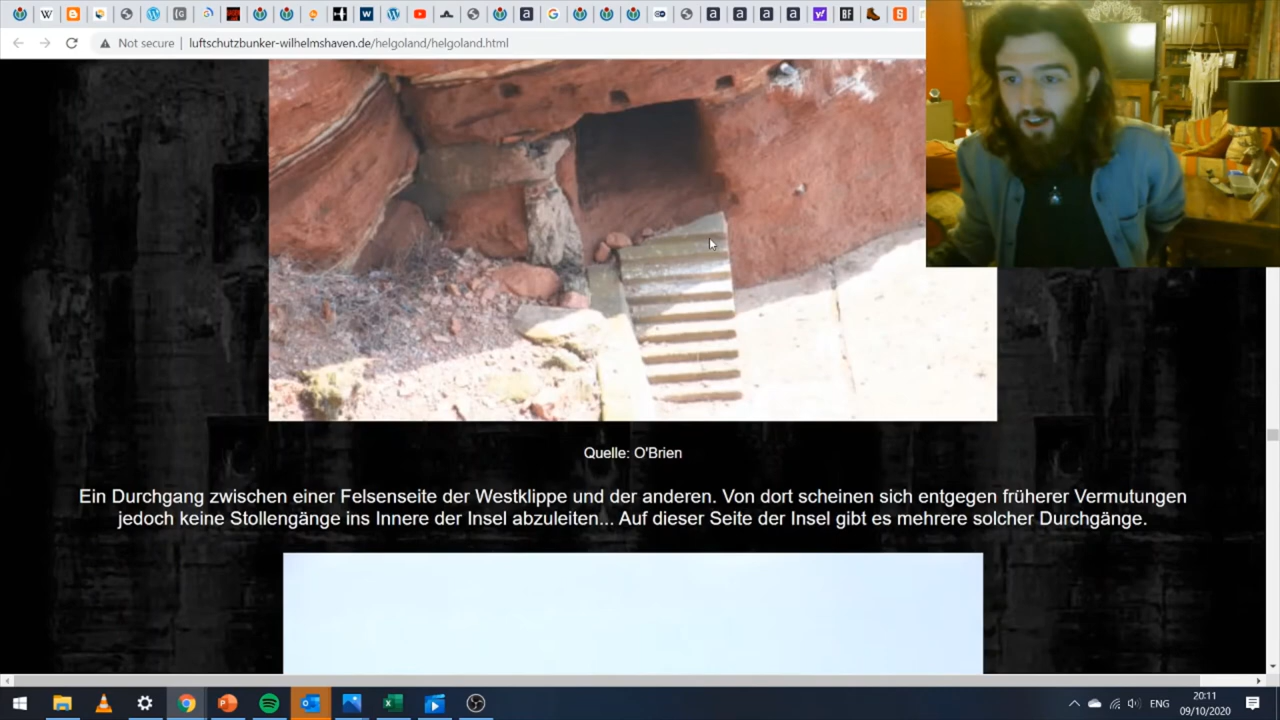 Not secure
luftschutzbunker-wilhelmshaven.de/helgoland/helgoland.html
Quelle: O'Brien
Ein Durchgang zwischen einer Felsenseite der Westklippe und der anderen. Von dort scheinen sich entgegen früherer Vermutungen
jedoch keine Stollengänge ins Innere der Insel abzuleiten... Auf dieser Seite der Insel gibt es mehrere solcher Durchgänge.
ENG
20:11
09/10/2020